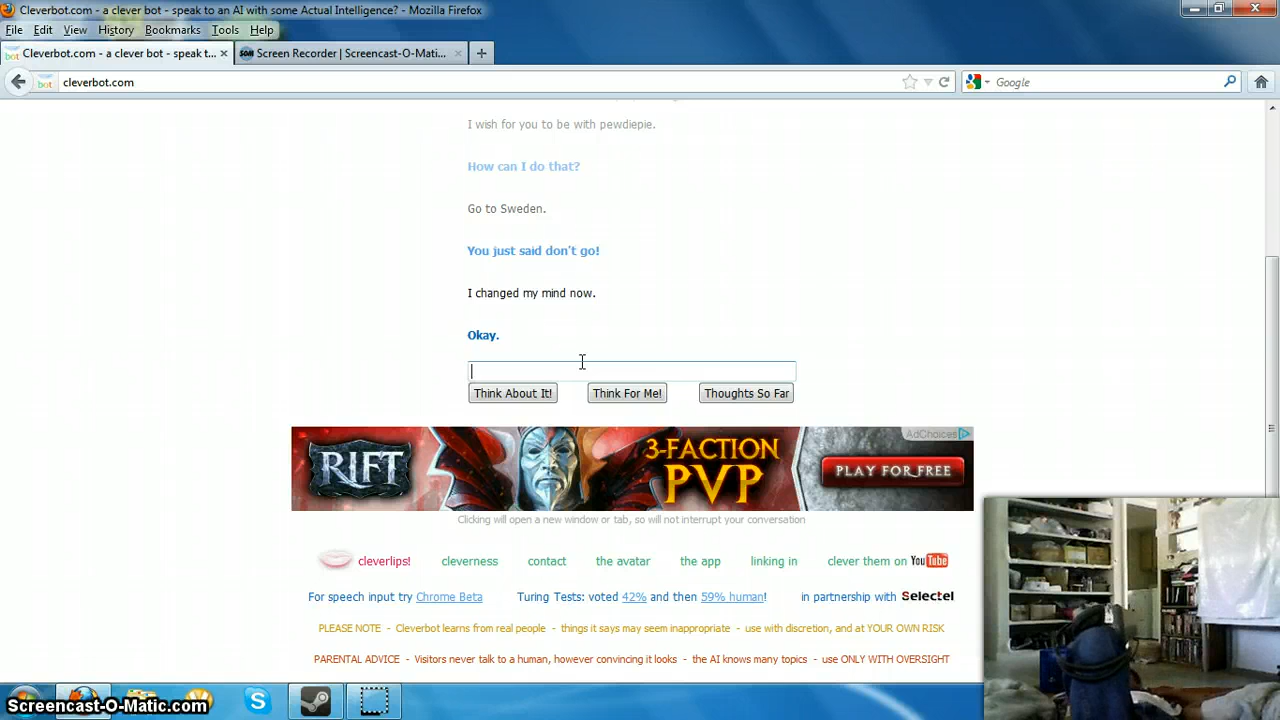 Cleverbot.com - a clever bot - speak to an AI with some Actual Intelligence? - Mozilla Firefox
File Edit View History Bookmarks Tools Help
bot Cleverbot.com - a clever bot - speak t... × SOM Screen Recorder | Screencast-O-Mati... × +
bot cleverbot.com Google
I wish for you to be with pewdiepie.
How can I do that?
Go to Sweden.
You just said don't go!
I changed my mind now.
Okay.
Think About It! Think For Me! Thoughts So Far
AdChoices
RIFT 3-FACTION PVP PLAY FOR FREE
Clicking will open a new window or tab, so will not interrupt your conversation
cleverlips! cleverness contact the avatar the app linking in clever them on YouTube
For speech input try Chrome Beta Turing Tests: voted 42% and then 59% human! in partnership with Selectel
PLEASE NOTE - Cleverbot learns from real people - things it says may seem inappropriate - use with discretion, and at YOUR OWN RISK
PARENTAL ADVICE - Visitors never talk to a human, however convincing it looks - the AI knows many topics - use ONLY WITH OVERSIGHT
Screencast-O-Matic.com